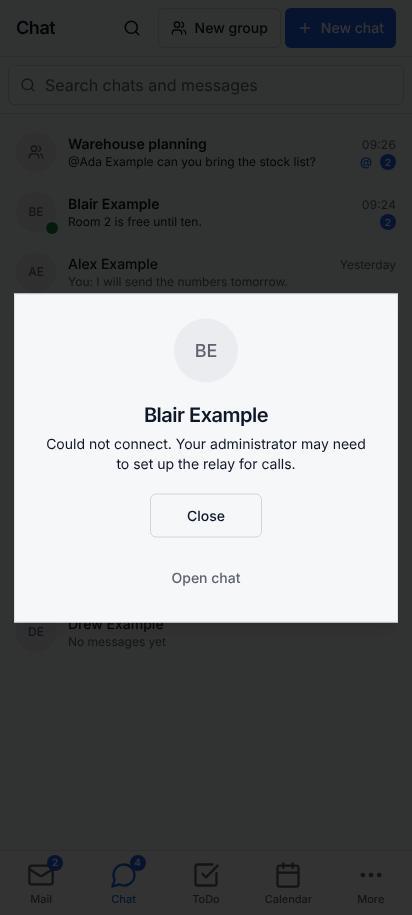 Chat
New group
New chat
Search chats and messages
Warehouse planning
09:26
@Ada Example can you bring the stock list?
@ 2
BE
Blair Example
09:24
Room 2 is free until ten.
2
AE
Alex Example
Yesterday
You: I will send the numbers tomorrow.
BE
Blair Example
Could not connect. Your administrator may need
to set up the relay for calls.
Close
Open chat
DE
Drew Example
No messages yet
2
4
Mail
Chat
ToDo
Calendar
More